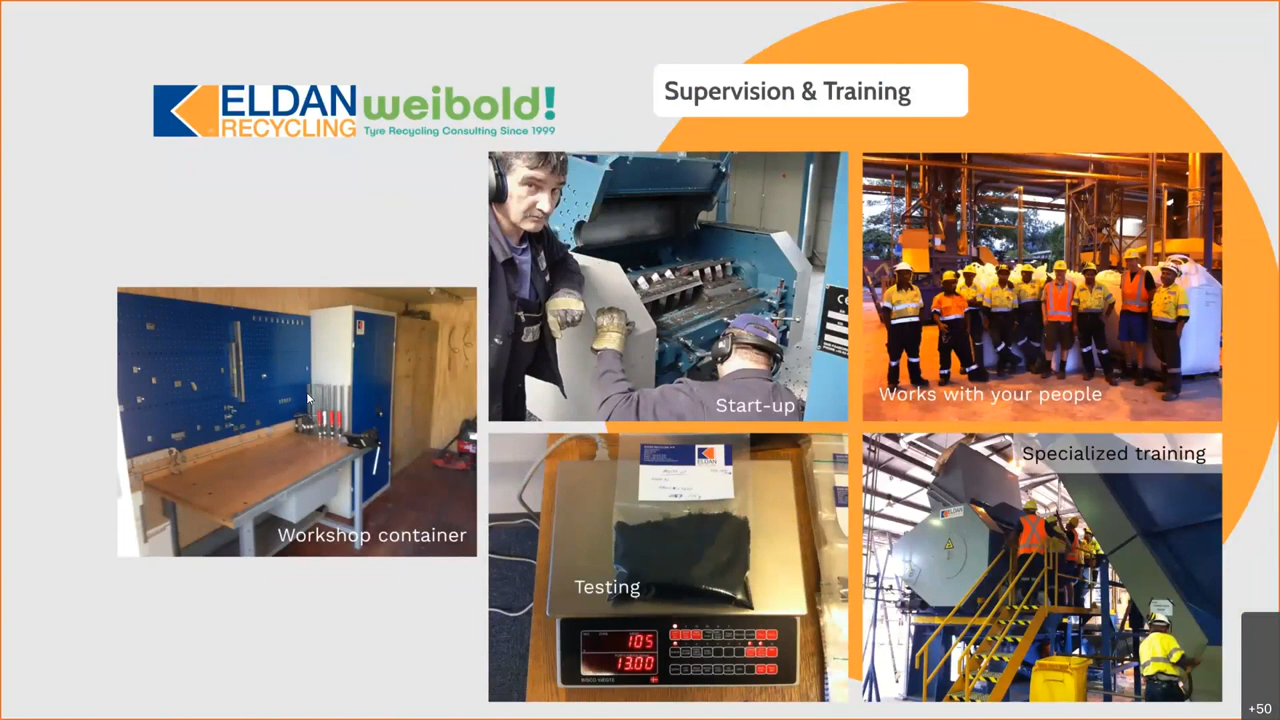 Supervision & Training
ELDAN
RECYCLING
weibold!
Tyre Recycling Consulting Since 1999
Start-up
Works with your people
Workshop container
Testing
ELDAN
105
13.00
Specialized training
ELDAN
+50